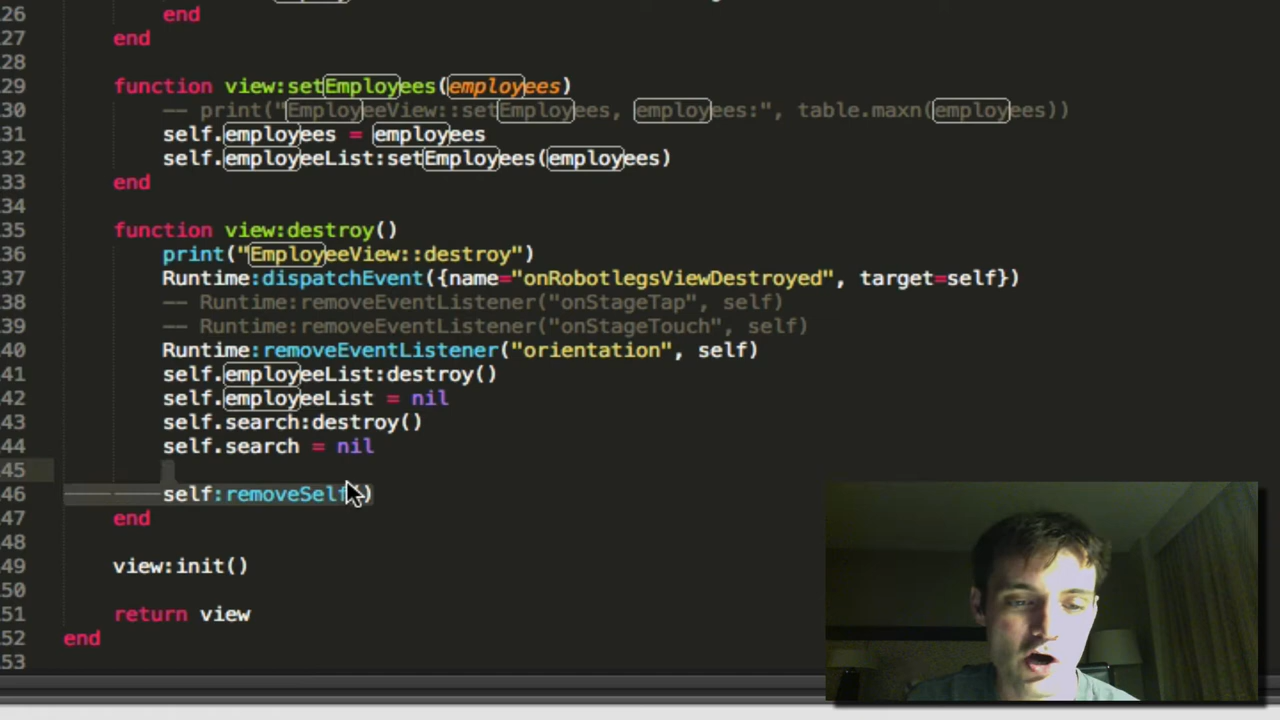 26 end
27 end
28
29 function view:setEmployees(employees)
30 -- print("EmployeeView::setEmployees, employees:", table.maxn(employees))
31 self.employees = employees
32 self.employeeList:setEmployees(employees)
33 end
34
35 function view:destroy()
36 print("EmployeeView::destroy")
37 Runtime:dispatchEvent({name="onRobotlegsViewDestroyed", target=self})
38 -- Runtime:removeEventListener("onStageTap", self)
39 -- Runtime:removeEventListener("onStageTouch", self)
40 Runtime:removeEventListener("orientation", self)
41 self.employeeList:destroy()
42 self.employeeList = nil
43 self.search:destroy()
44 self.search = nil
45
46 self:removeSelf()
47 end
48
49 view:init()
50
51 return view
52 end
53